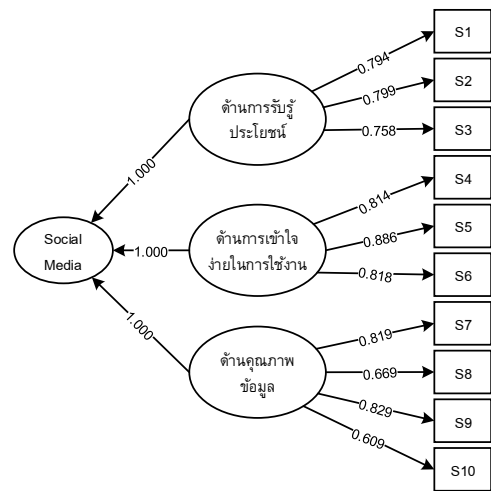 S1
0.794
S2
0.799
ด้านการรับรู้
ประโยชน์
S3
0.758
1.000
S4
0.814
Social
Media
1.000
ด้านการเข้าใจ
ง่ายในการใช้งาน
S5
0.886
S6
0.818
1.000
S7
0.819
ด้านคุณภาพ
ข้อมูล
S8
0.669
S9
0.829
S10
0.609